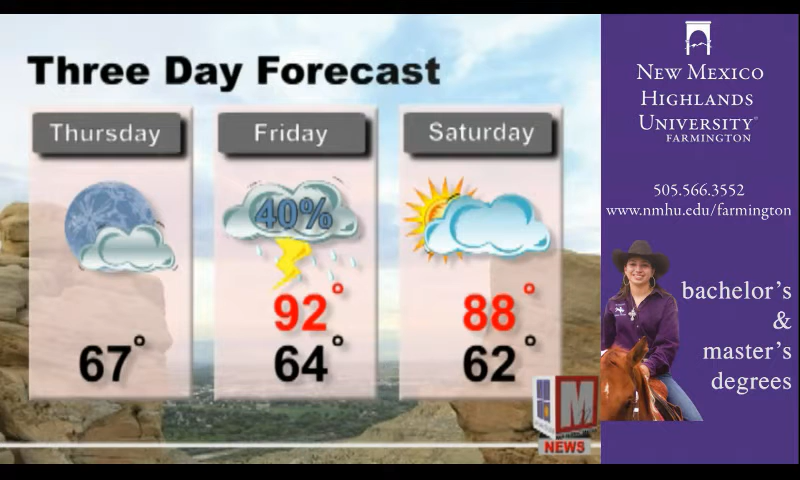 Three Day Forecast
Thursday
67°
Friday
40%
92°
64°
Saturday
88°
62°
M
NEWS
NEW MEXICO
HIGHLANDS
UNIVERSITY
FARMINGTON
505.566.3552
www.nmhu.edu/farmington
bachelor's
&
master's
degrees